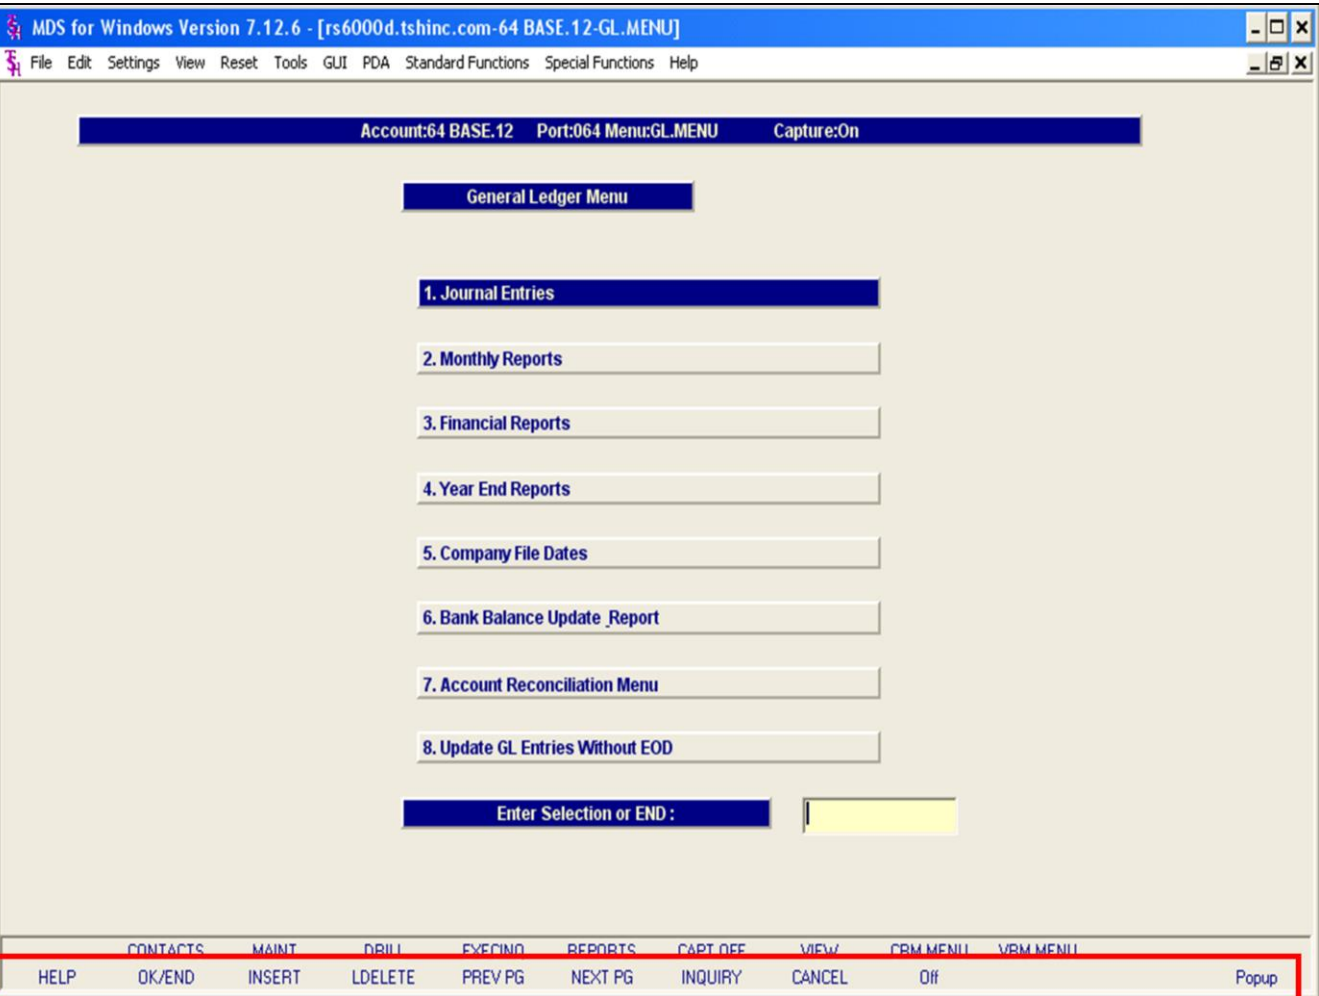 MDS for Windows Version 7.12.6 - [rs6000d.tshinc.com-64 BASE.12-GL.MENU]
File Edit Settings View Reset Tools GUI PDA Standard Functions Special Functions Help
Account:64 BASE.12 Port:064 Menu:GL.MENU Capture:On
General Ledger Menu
1. Journal Entries
2. Monthly Reports
3. Financial Reports
4. Year End Reports
5. Company File Dates
6. Bank Balance Update_Report
7. Account Reconciliation Menu
8. Update GL Entries Without EOD
Enter Selection or END :
CONTACTS MAINT DRILL EXECINQ REPORTS CAPT OFF VIEW CRM MENU VRM MENU
HELP OK/END INSERT LDELETE PREV PG NEXT PG INQUIRY CANCEL Off Popup